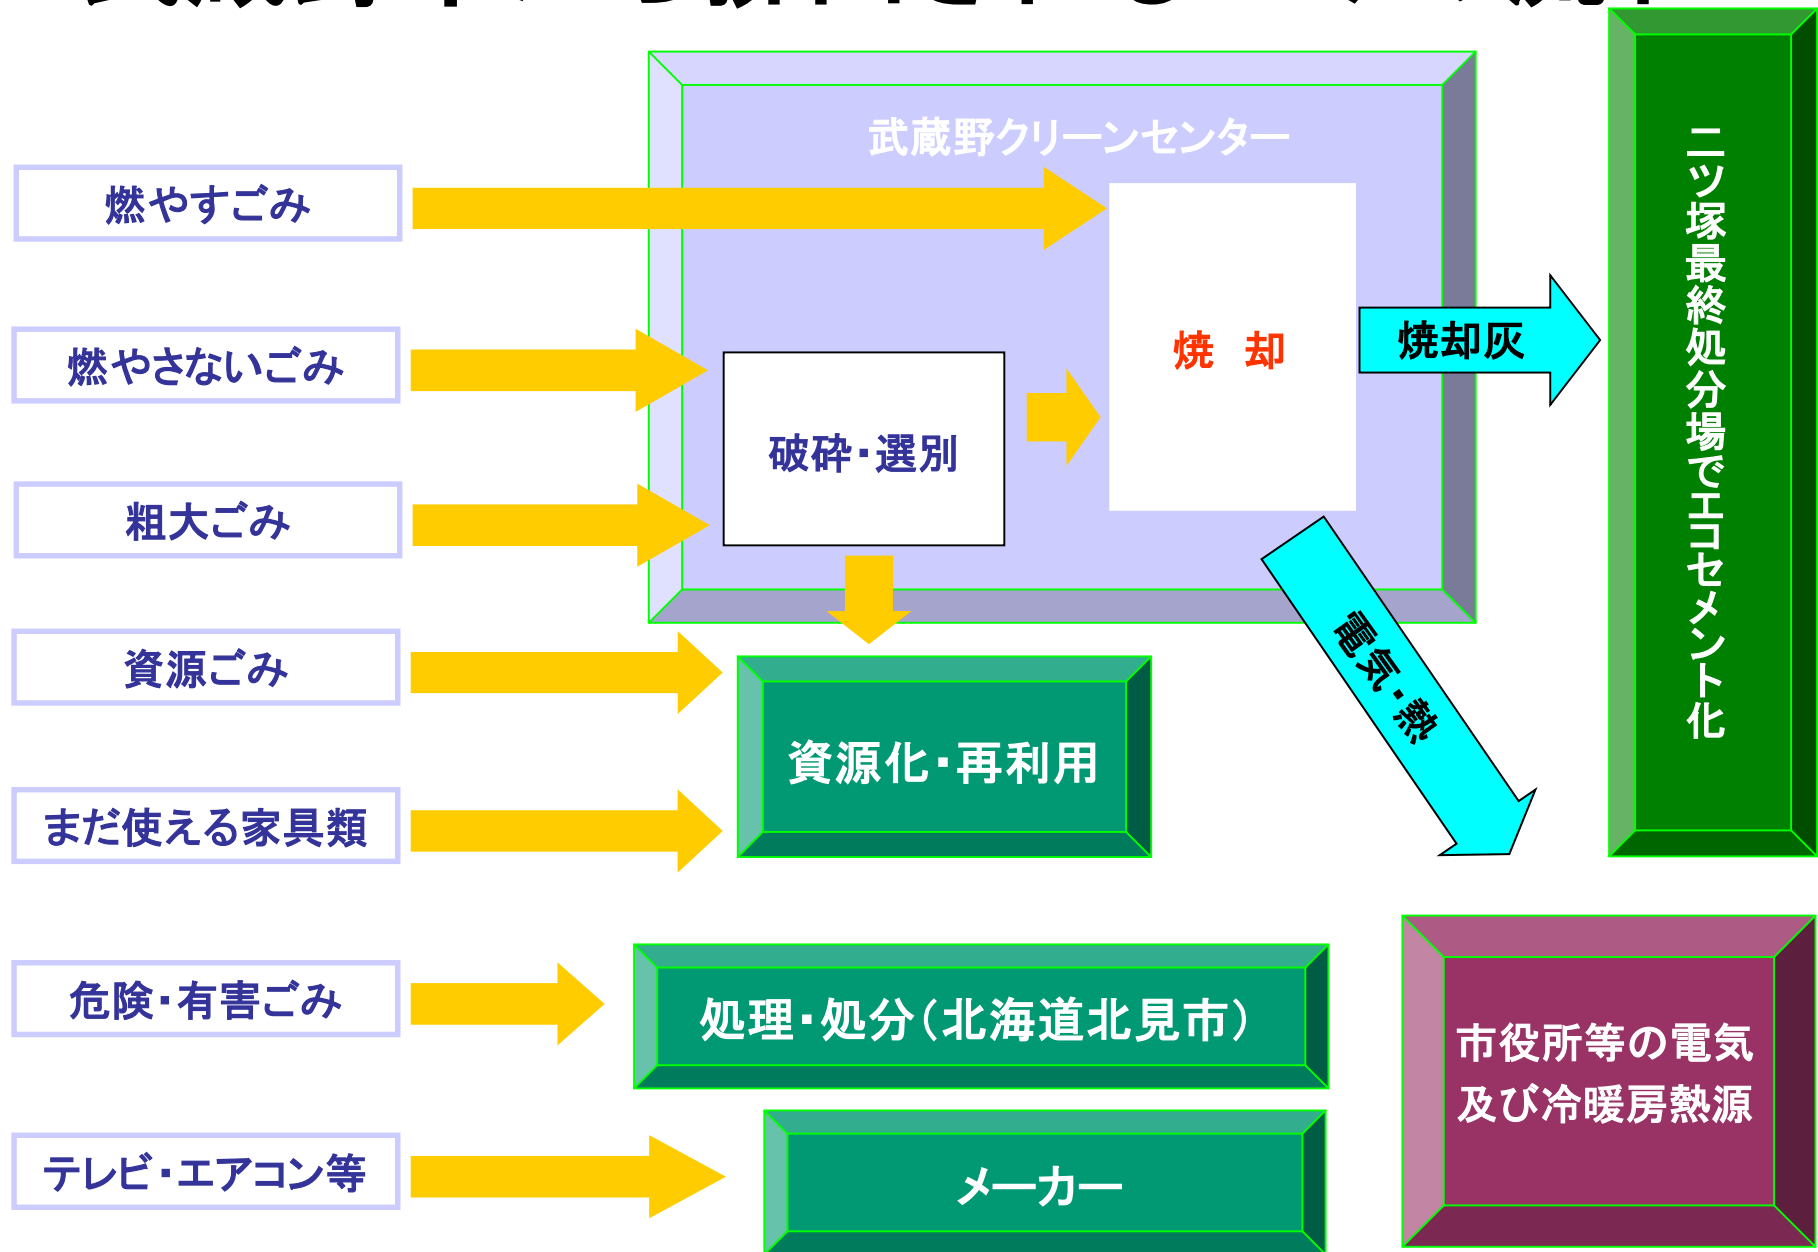 武蔵野クリーンセンター
燃やすごみ
燃やさないごみ
粗大ごみ
資源ごみ
まだ使える家具類
危険・有害ごみ
テレビ・エアコン等
破砕・選別
焼 却
焼却灰
電気・熱
二ツ塚最終処分場でエコセメント化
資源化・再利用
処理・処分（北海道北見市）
メーカー
市役所等の電気
及び冷暖房熱源